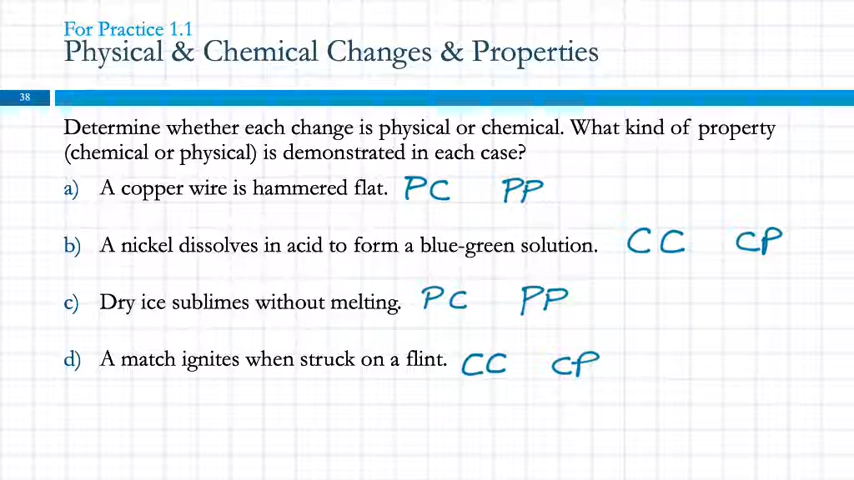 For Practice 1.1
Physical & Chemical Changes & Properties
38
Determine whether each change is physical or chemical. What kind of property
(chemical or physical) is demonstrated in each case?
a) A copper wire is hammered flat. PC PP
b) A nickel dissolves in acid to form a blue-green solution. CC CP
c) Dry ice sublimes without melting. PC PP
d) A match ignites when struck on a flint. CC CP